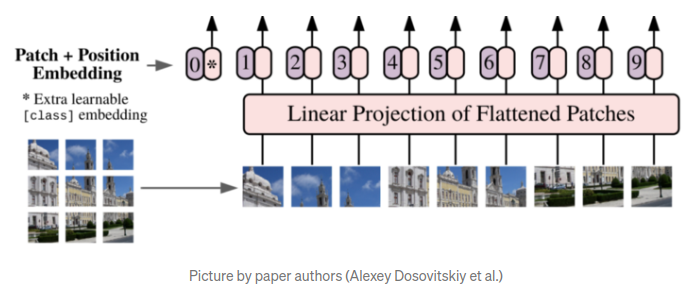 Patch + Position
Embedding
* Extra learnable
[class] embedding
0 * 1 2 3 4 5 6 7 8 9
Linear Projection of Flattened Patches
Picture by paper authors (Alexey Dosovitskiy et al.)